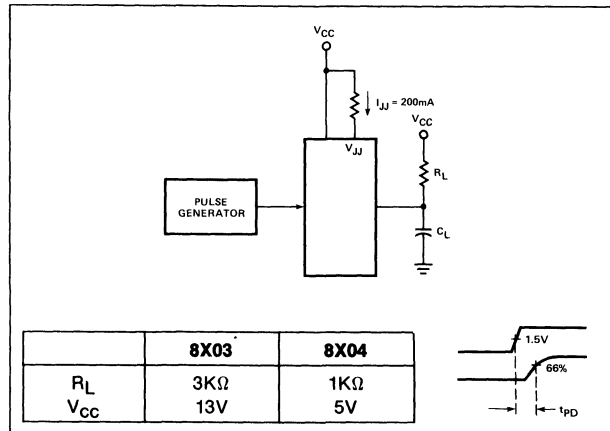 VCC
IJJ = 200mA
VCC
VJJ
RL
PULSE
GENERATOR
CL
8X03 8X04
RL 3KΩ 1KΩ
VCC 13V 5V
1.5V
66%
tPD